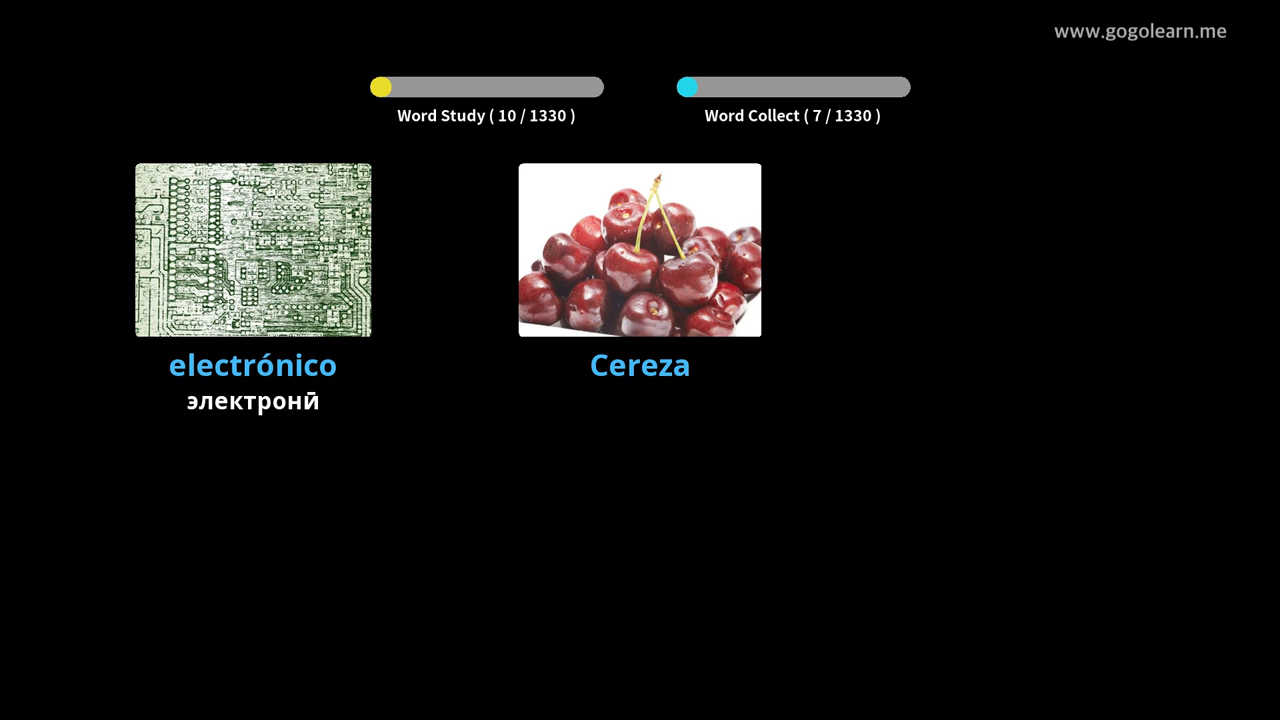 www.gogolearn.me
Word Study ( 10 / 1330 )
Word Collect ( 7 / 1330 )
electrónico
Cereza
электронӣ